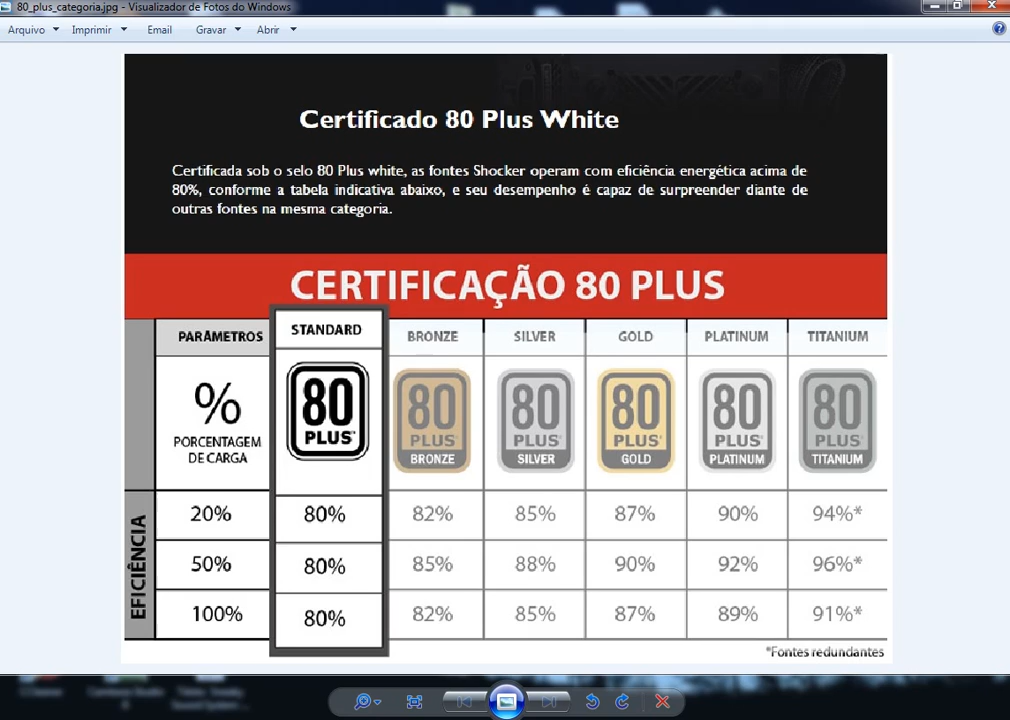 80_plus_categoria.jpg - Visualizador de Fotos do Windows
Arquivo Imprimir Email Gravar Abrir
Certificado 80 Plus White
Certificada sob o selo 80 Plus white, as fontes Shocker operam com eficiência energética acima de
80%, conforme a tabela indicativa abaixo, e seu desempenho é capaz de surpreender diante de
outras fontes na mesma categoria.
CERTIFICAÇÃO 80 PLUS
PARÂMETROS STANDARD BRONZE SILVER GOLD PLATINUM TITANIUM
%
PORCENTAGEM
DE CARGA
80 80 80 80 80 80
PLUS PLUS PLUS PLUS PLUS PLUS
BRONZE SILVER GOLD PLATINUM TITANIUM
EFICIÊNCIA
20% 80% 82% 85% 87% 90% 94%*
50% 80% 85% 88% 90% 92% 96%*
100% 80% 82% 85% 87% 89% 91%*
*Fontes redundantes